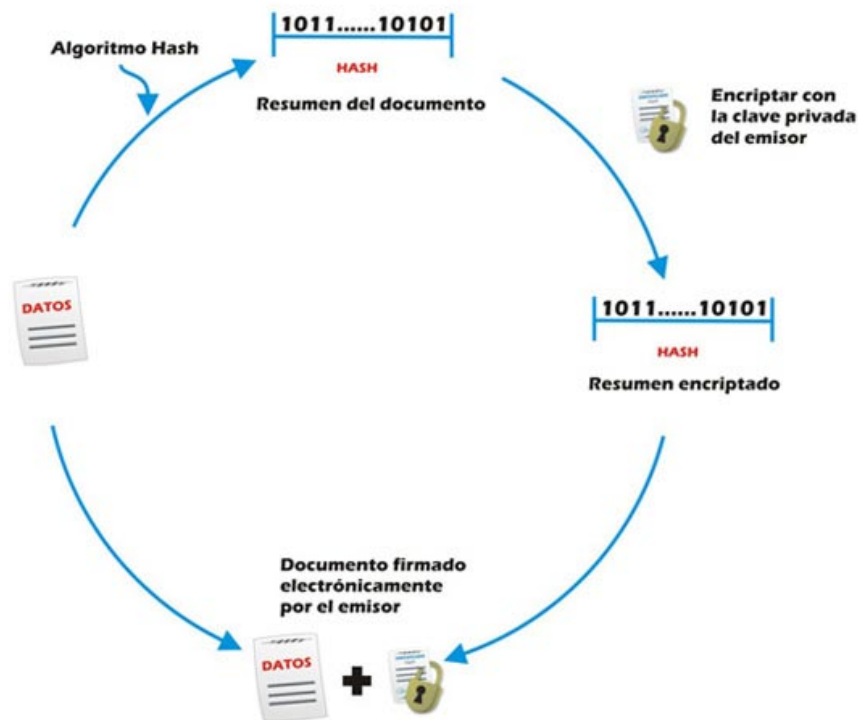 Algoritmo Hash
1011......10101
HASH
Resumen del documento
Encriptar con
la clave privada
del emisor
DATOS
1011......10101
HASH
Resumen encriptado
Documento firmado
electrónicamente
por el emisor
DATOS